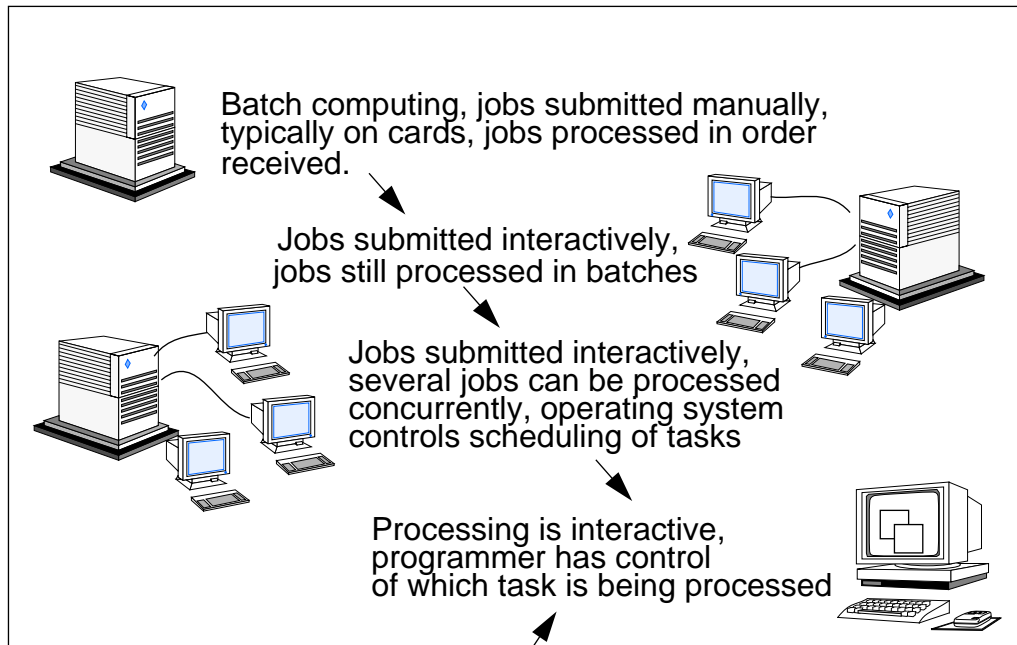 Batch computing, jobs submitted manually,
typically on cards, jobs processed in order
received.
Jobs submitted interactively,
jobs still processed in batches
Jobs submitted interactively,
several jobs can be processed
concurrently, operating system
controls scheduling of tasks
Processing is interactive,
programmer has control
of which task is being processed